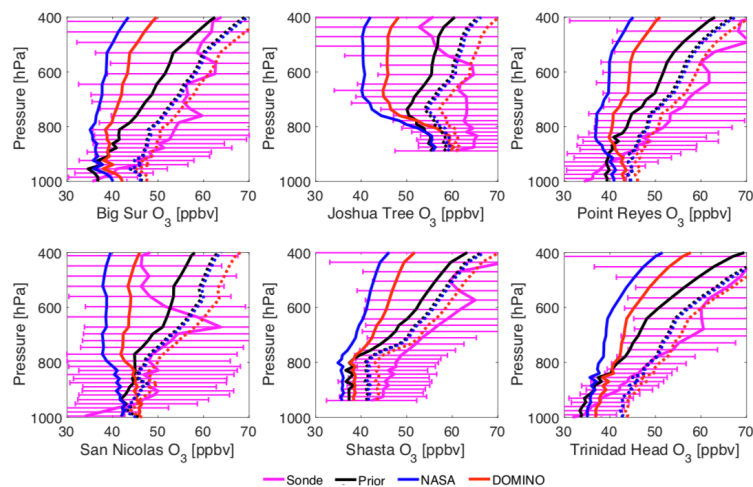 400
600
800
1000
Pressure [hPa]
30 40 50 60 70
Big Sur O3 [ppbv]
400
600
800
1000
Pressure [hPa]
30 40 50 60 70
Joshua Tree O3 [ppbv]
400
600
800
1000
Pressure [hPa]
30 40 50 60 70
Point Reyes O3 [ppbv]
400
600
800
1000
Pressure [hPa]
30 40 50 60 70
San Nicolas O3 [ppbv]
400
600
800
1000
Pressure [hPa]
30 40 50 60 70
Shasta O3 [ppbv]
400
600
800
1000
Pressure [hPa]
30 40 50 60 70
Trinidad Head O3 [ppbv]
Sonde Prior NASA DOMINO